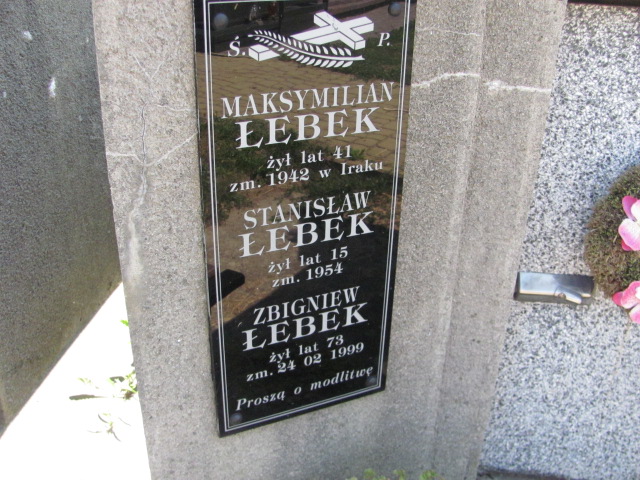 Ś. P.
MAKSYMILIAN
ŁEBEK
żył lat 41
zm. 1942 w Iraku
STANISŁAW
ŁEBEK
żył lat 15
zm. 1954
ZBIGNIEW
ŁEBEK
żył lat 73
zm. 24 02 1999
Proszą o modlitwę